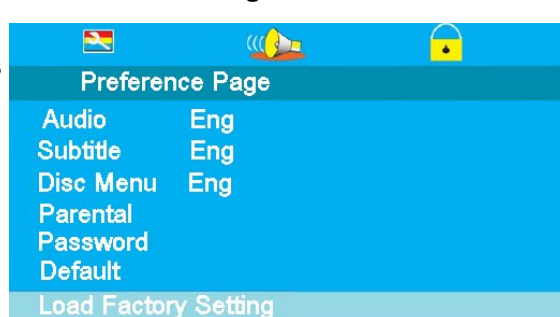 Preference Page
Audio Eng
Subtitle Eng
Disc Menu Eng
Parental
Password
Default
Load Factory Setting